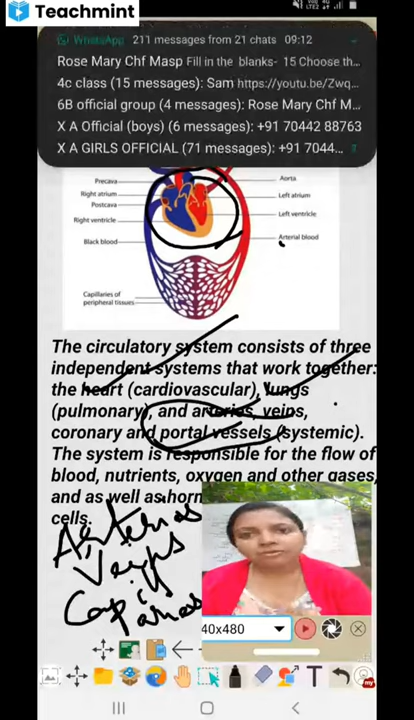 Teachmint
WhatsApp 211 messages from 21 chats 09:12
Rose Mary Chf Masp Fill in the blanks- 15 Choose th...
4c class (15 messages): Sam https://youtu.be/Zwq...
6B official group (4 messages): Rose Mary Chf M...
X A Official (boys) (6 messages): +91 70442 88763
X A GIRLS OFFICIAL (71 messages): +91 7044...
Precava
Right atrium
Postcava
Right ventricle
Black blood
Capillaries of
peripheral tissues
Aorta
Left atrium
Left ventricle
Arterial blood
The circulatory system consists of three
independent systems that work together:
the heart (cardiovascular), lungs
(pulmonary), and arteries, veins,
coronary and portal vessels (systemic).
The system is responsible for the flow of
blood, nutrients, oxygen and other gases,
and as well as horn
cells.
Arteries
Veins
40x480
T
my